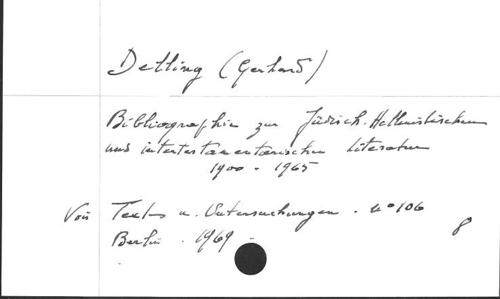 Delling (Gerhard)
Bibliographie zur Jüdisch-Hellenistischen
und intertestamentarischen Literatur
1900 - 1965
Voir Texte u. Untersuchungen. n° 106
Berlin. 1969.
8